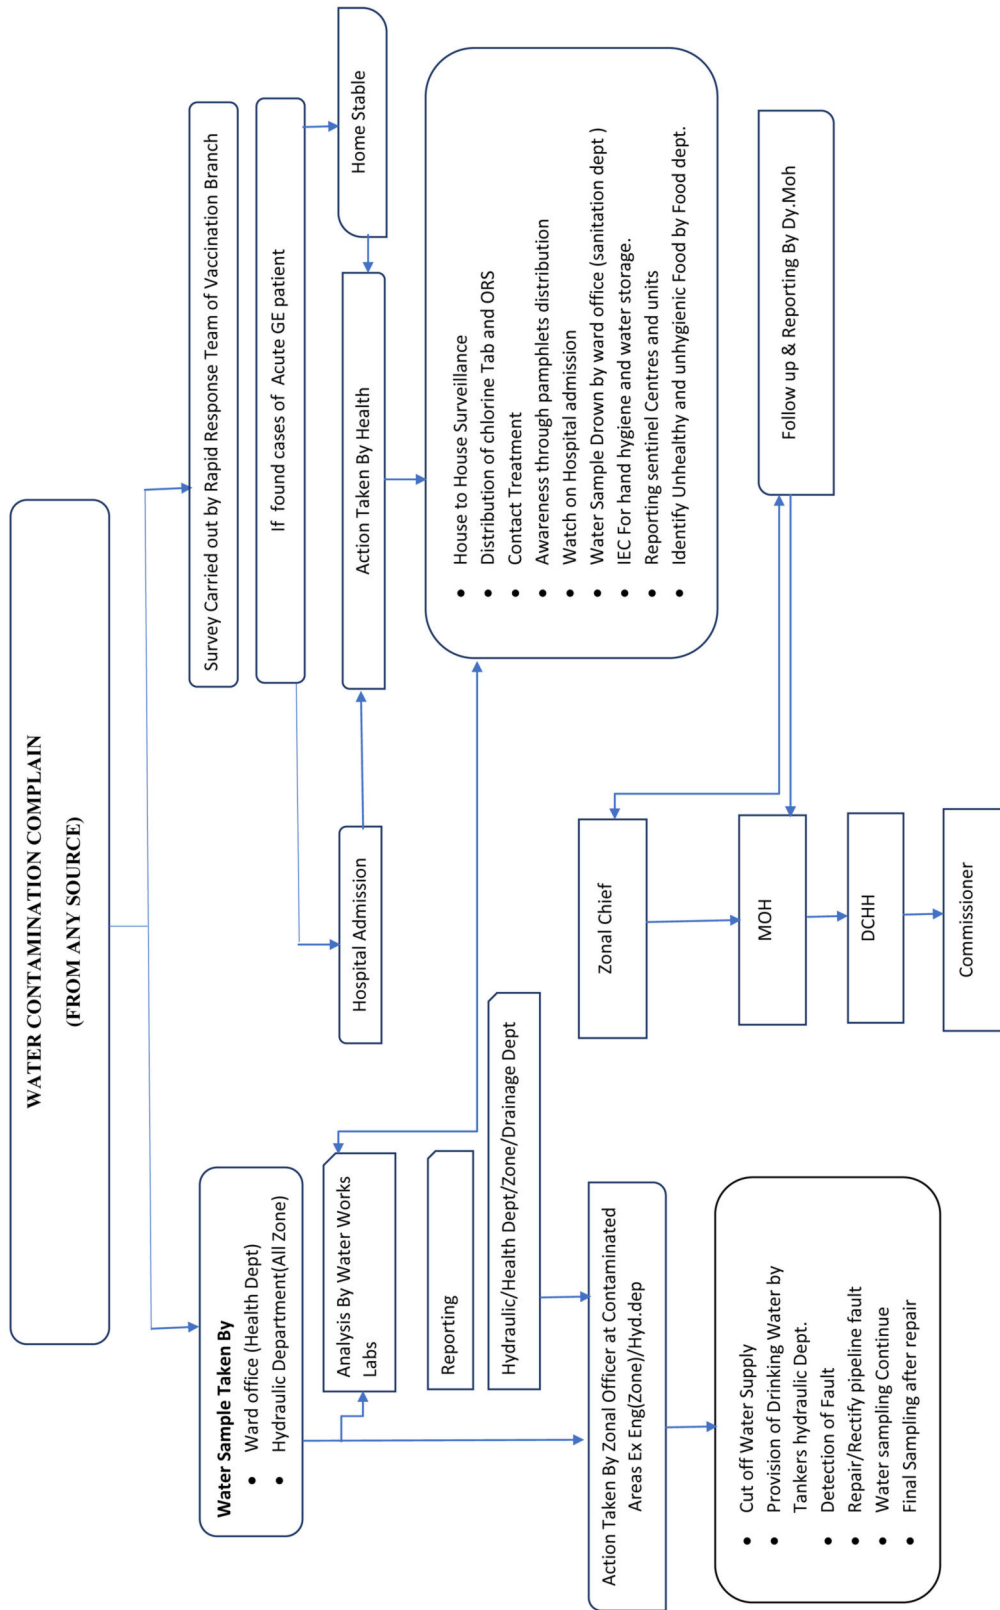 WATER CONTAMINATION COMPLAIN
(FROM ANY SOURCE)
Water Sample Taken By
• Ward office (Health Dept)
• Hydraulic Department(All Zone)
Survey Carried out by Rapid Response Team of Vaccination Branch
If found cases of Acute GE patient
Analysis By Water Works
Labs
Hospital Admission
Home Stable
Action Taken By Health
Reporting
Hydraulic/Health Dept/Zone/Drainage Dept
• House to House Surveillance
• Distribution of chlorine Tab and ORS
• Contact Treatment
• Awareness through pamphlets distribution
• Watch on Hospital admission
• Water Sample Drown by ward office (sanitation dept )
• IEC For hand hygiene and water storage.
• Reporting sentinel Centres and units
• Identify Unhealthy and unhygienic Food by Food dept.
Action Taken By Zonal Officer at Contaminated
Areas Ex Eng(Zone)/Hyd.dep
• Cut off Water Supply
• Provision of Drinking Water by
Tankers hydraulic Dept.
• Detection of Fault
• Repair/Rectify pipeline fault
• Water sampling Continue
• Final Sampling after repair
Zonal Chief
Follow up & Reporting By Dy.Moh
MOH
DCHH
Commissioner